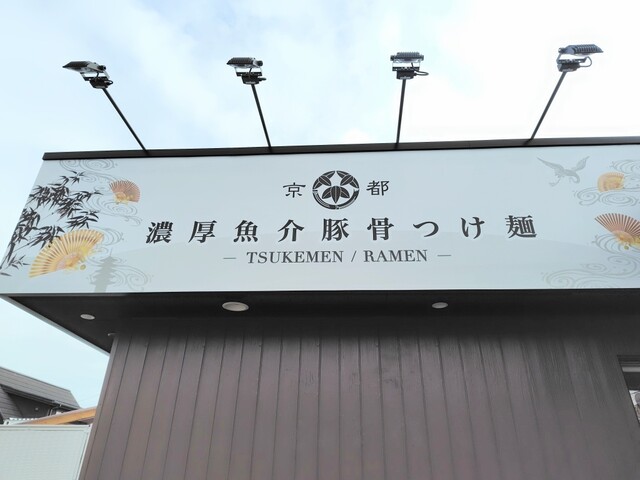 京 都
濃厚魚介豚骨つけ麺
— TSUKEMEN / RAMEN —